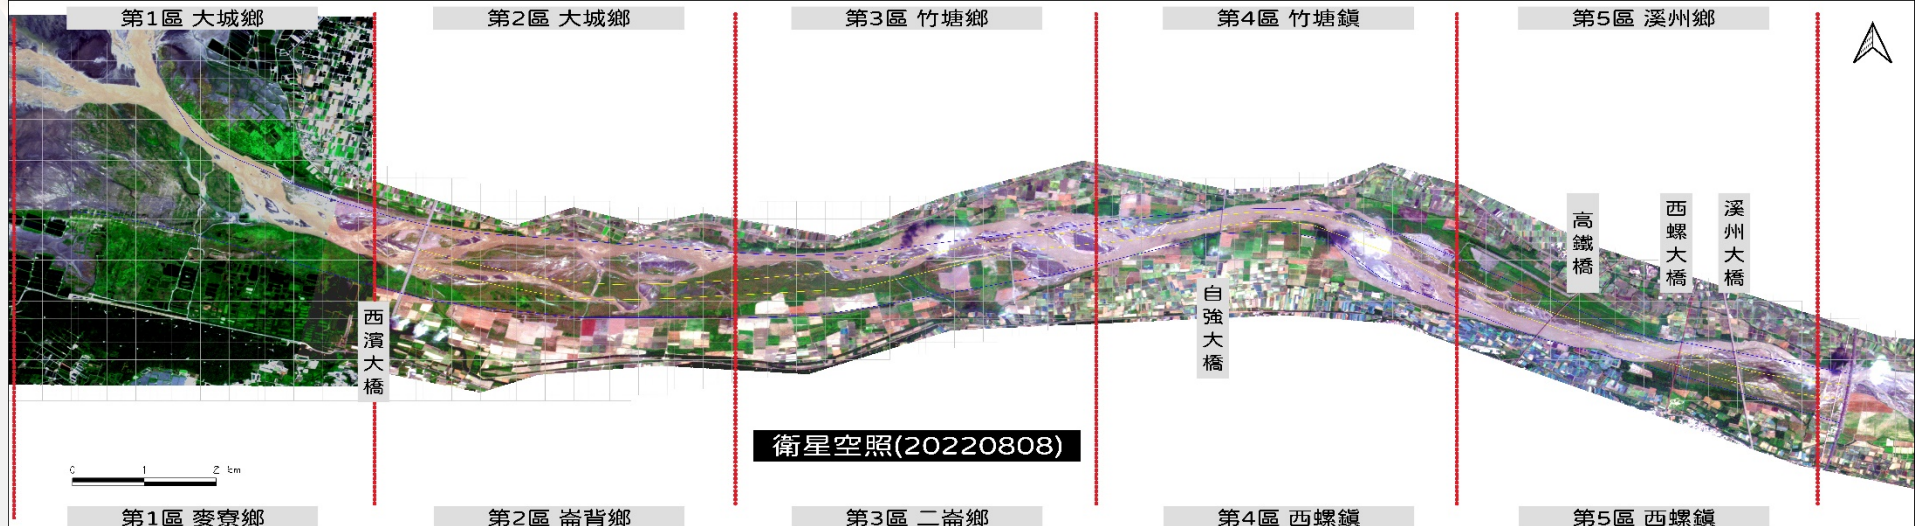 第1區 大城鄉
第2區 大城鄉
第3區 竹塘鄉
第4區 竹塘鎮
第5區 溪州鄉
高鐵橋
西螺大橋
溪州大橋
自強大橋
西濱大橋
衛星空照(20220808)
0 1 2 km
第1區 麥寮鄉
第2區 崙背鄉
第3區 二崙鄉
第4區 西螺鎮
第5區 西螺鎮